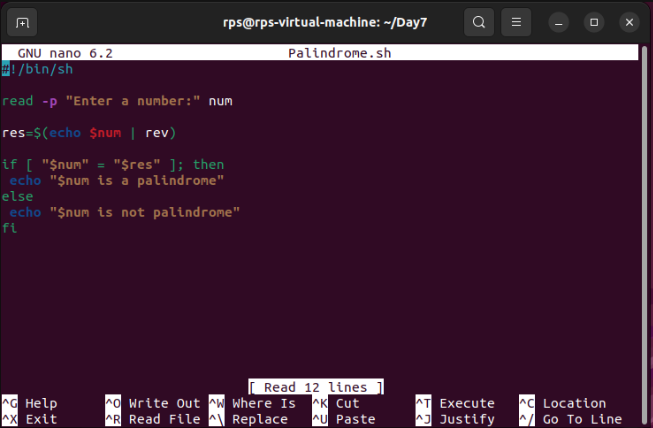 rps@rps-virtual-machine: ~/Day7
GNU nano 6.2 Palindrome.sh
#!/bin/sh
read -p "Enter a number:" num
res=$(echo $num | rev)
if [ "$num" = "$res" ]; then
echo "$num is a palindrome"
else
echo "$num is not palindrome"
fi
[ Read 12 lines ]
^G Help ^O Write Out ^W Where Is ^K Cut ^T Execute ^C Location
^X Exit ^R Read File ^\ Replace ^U Paste ^J Justify ^/ Go To Line